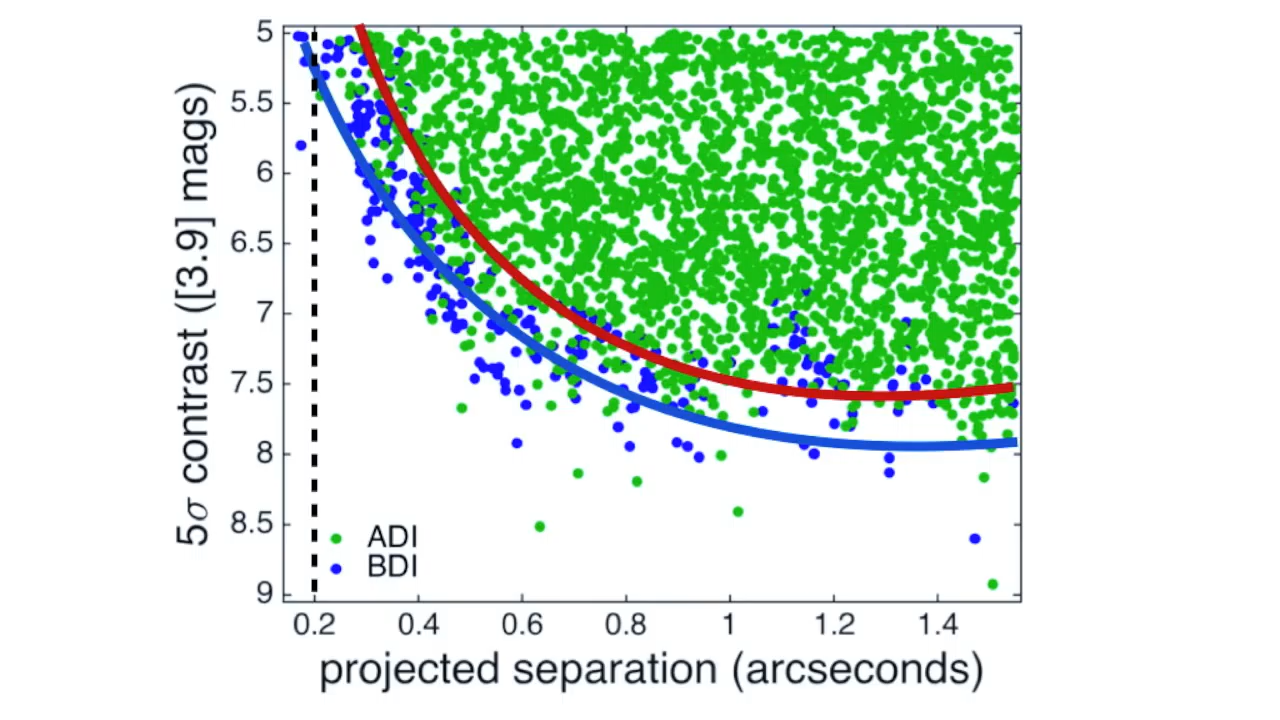 5
5.5
6
6.5
7
7.5
8
8.5
9
5σ contrast ([3.9] mags)
ADI
BDI
0.2 0.4 0.6 0.8 1 1.2 1.4
projected separation (arcseconds)